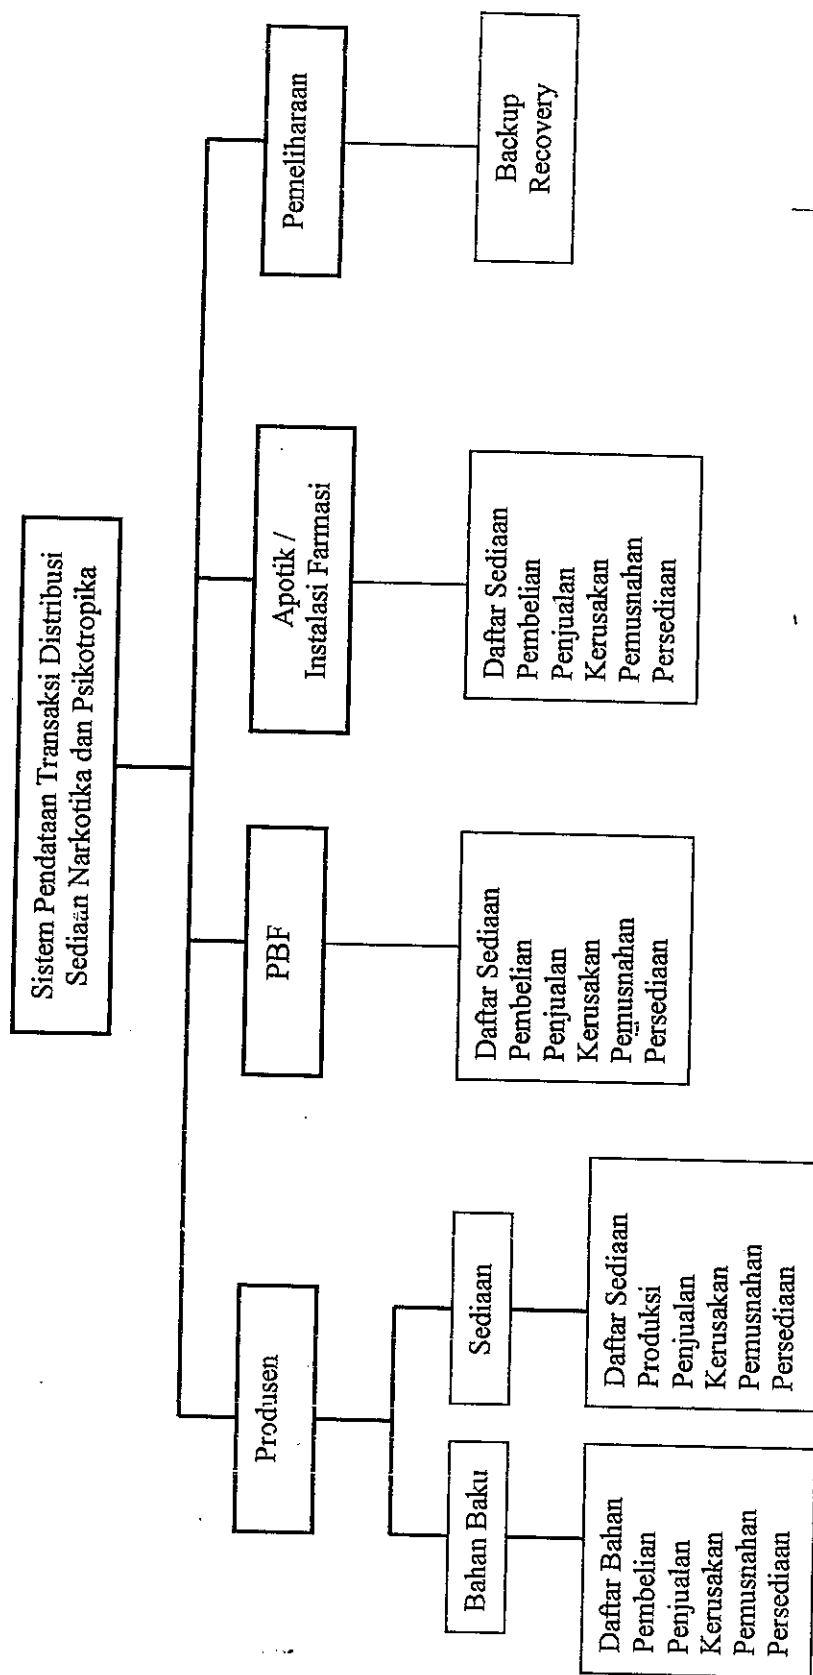 Sistem Pendataan Transaksi Distribusi
Sediaan Narkotika dan Psikotropika
Produsen
PBF
Apotik /
Instalasi Farmasi
Pemeliharaan
Bahan Baku
Sediaan
Daftar Bahan
Pembelian
Penjualan
Kerusakan
Pemusnahan
Persediaan
Daftar Sediaan
Produksi
Penjualan
Kerusakan
Pemusnahan
Persediaan
Daftar Sediaan
Pembelian
Penjualan
Kerusakan
Pemusnahan
Persediaan
Daftar Sediaan
Pembelian
Penjualan
Kerusakan
Pemusnahan
Persediaan
Backup
Recovery